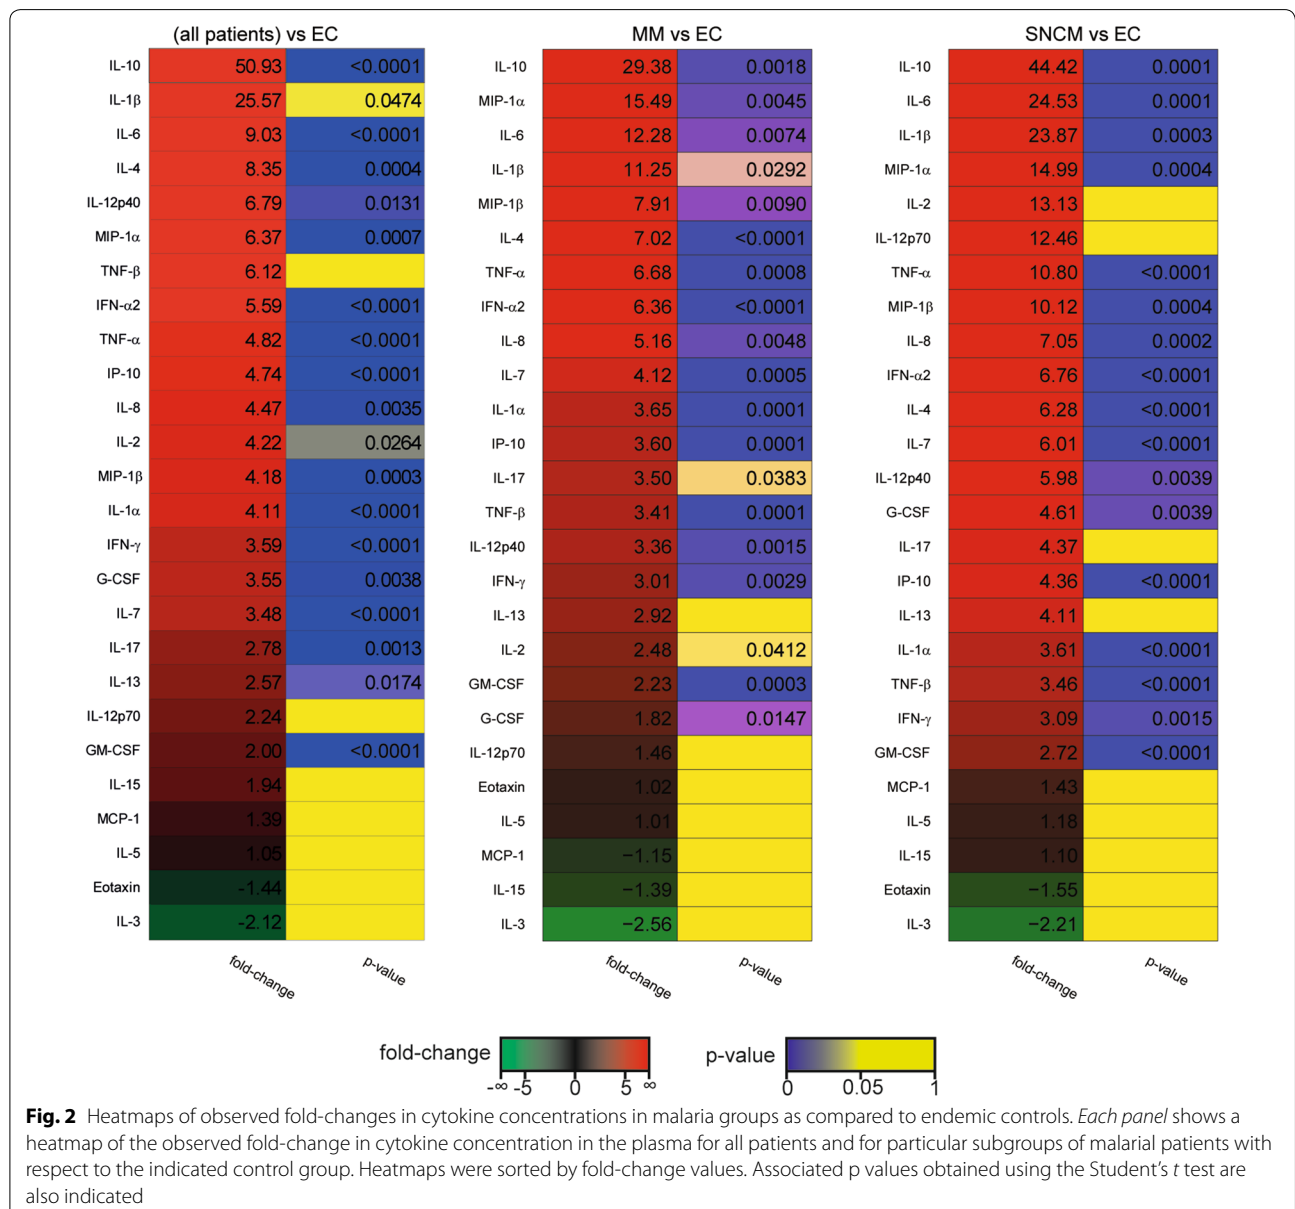 (all patients) vs EC
IL-10 50.93 <0.0001
IL-1β 25.57 0.0474
IL-6 9.03 <0.0001
IL-4 8.35 0.0004
IL-12p40 6.79 0.0131
MIP-1α 6.37 0.0007
TNF-β 6.12
IFN-α2 5.59 <0.0001
TNF-α 4.82 <0.0001
IP-10 4.74 <0.0001
IL-8 4.47 0.0035
IL-2 4.22 0.0264
MIP-1β 4.18 0.0003
IL-1α 4.11 <0.0001
IFN-γ 3.59 <0.0001
G-CSF 3.55 0.0038
IL-7 3.48 <0.0001
IL-17 2.78 0.0013
IL-13 2.57 0.0174
IL-12p70 2.24
GM-CSF 2.00 <0.0001
IL-15 1.94
MCP-1 1.39
IL-5 1.05
Eotaxin -1.44
IL-3 -2.12
fold-change p-value
MM vs EC
IL-10 29.38 0.0018
MIP-1α 15.49 0.0045
IL-6 12.28 0.0074
IL-1β 11.25 0.0292
MIP-1β 7.91 0.0090
IL-4 7.02 <0.0001
TNF-α 6.68 0.0008
IFN-α2 6.36 <0.0001
IL-8 5.16 0.0048
IL-7 4.12 0.0005
IL-1α 3.65 0.0001
IP-10 3.60 0.0001
IL-17 3.50 0.0383
TNF-β 3.41 0.0001
IL-12p40 3.36 0.0015
IFN-γ 3.01 0.0029
IL-13 2.92
IL-2 2.48 0.0412
GM-CSF 2.23 0.0003
G-CSF 1.82 0.0147
IL-12p70 1.46
Eotaxin 1.02
IL-5 1.01
MCP-1 −1.15
IL-15 −1.39
IL-3 −2.56
fold-change p-value
SNCM vs EC
IL-10 44.42 0.0001
IL-6 24.53 0.0001
IL-1β 23.87 0.0003
MIP-1α 14.99 0.0004
IL-2 13.13
IL-12p70 12.46
TNF-α 10.80 <0.0001
MIP-1β 10.12 0.0004
IL-8 7.05 0.0002
IFN-α2 6.76 <0.0001
IL-4 6.28 <0.0001
IL-7 6.01 <0.0001
IL-12p40 5.98 0.0039
G-CSF 4.61 0.0039
IL-17 4.37
IP-10 4.36 <0.0001
IL-13 4.11
IL-1α 3.61 <0.0001
TNF-β 3.46 <0.0001
IFN-γ 3.09 0.0015
GM-CSF 2.72 <0.0001
MCP-1 1.43
IL-5 1.18
IL-15 1.10
Eotaxin −1.55
IL-3 −2.21
fold-change p-value
fold-change
-∞ -5 0 5 ∞
p-value
0 0.05 1
Fig. 2 Heatmaps of observed fold-changes in cytokine concentrations in malaria groups as compared to endemic controls. Each panel shows a
heatmap of the observed fold-change in cytokine concentration in the plasma for all patients and for particular subgroups of malarial patients with
respect to the indicated control group. Heatmaps were sorted by fold-change values. Associated p values obtained using the Student’s t test are
also indicated